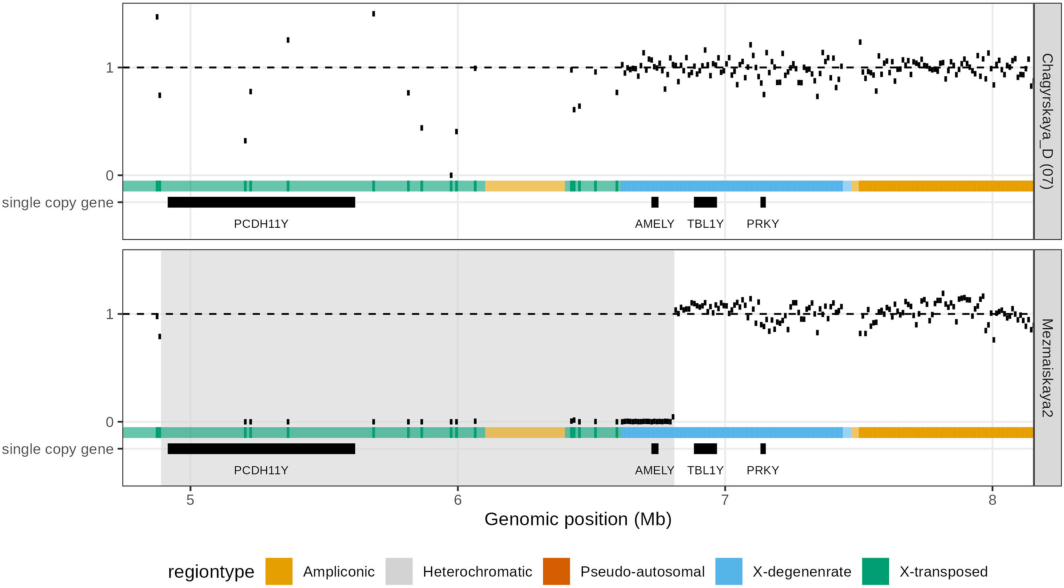 1
0
single copy gene
PCDH11Y
AMELY
TBL1Y
PRKY
Chagyrskaya_D (07)
1
0
single copy gene
PCDH11Y
AMELY
TBL1Y
PRKY
Mezmaiskaya2
5 6 7 8
Genomic position (Mb)
regiontype Ampliconic Heterochromatic Pseudo-autosomal X-degenenrate X-transposed